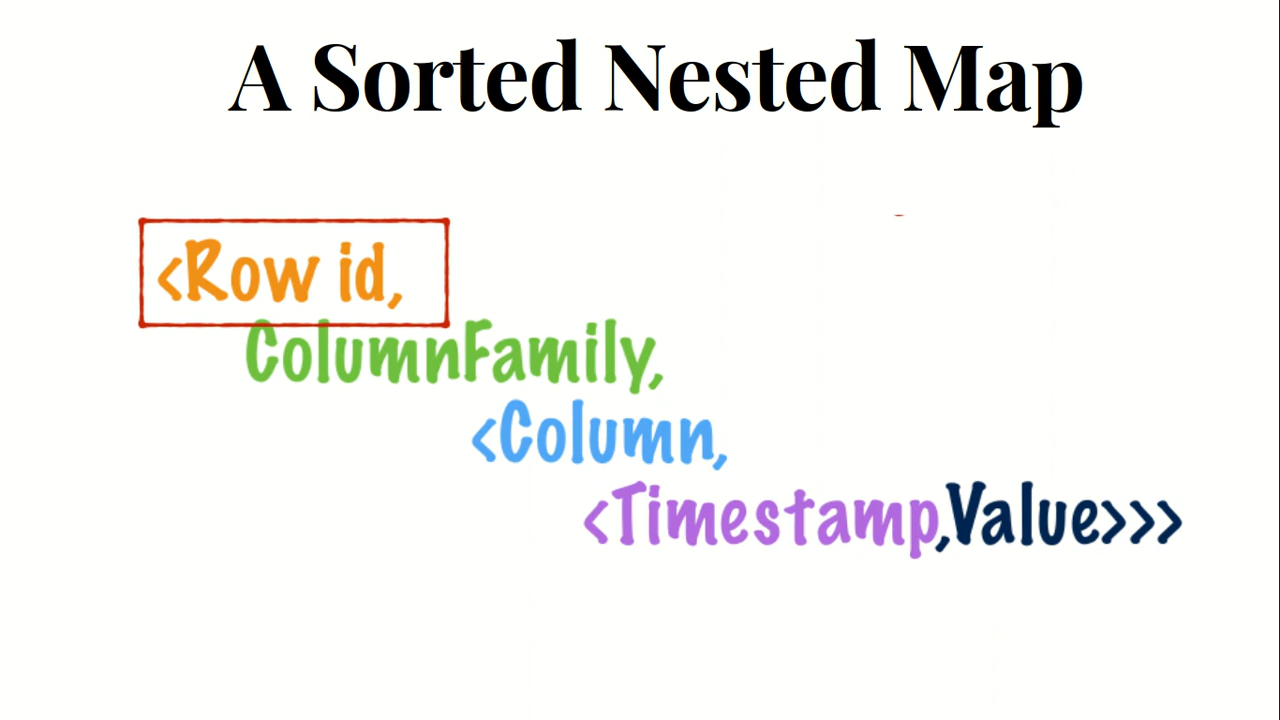 A Sorted Nested Map
<Row id,
ColumnFamily,
<Column,
<Timestamp,Value>>>